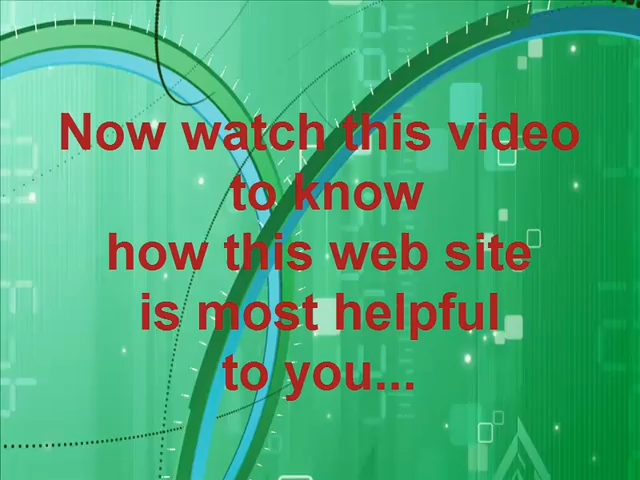 Now watch this video
to know
how this web site
is most helpful
to you...